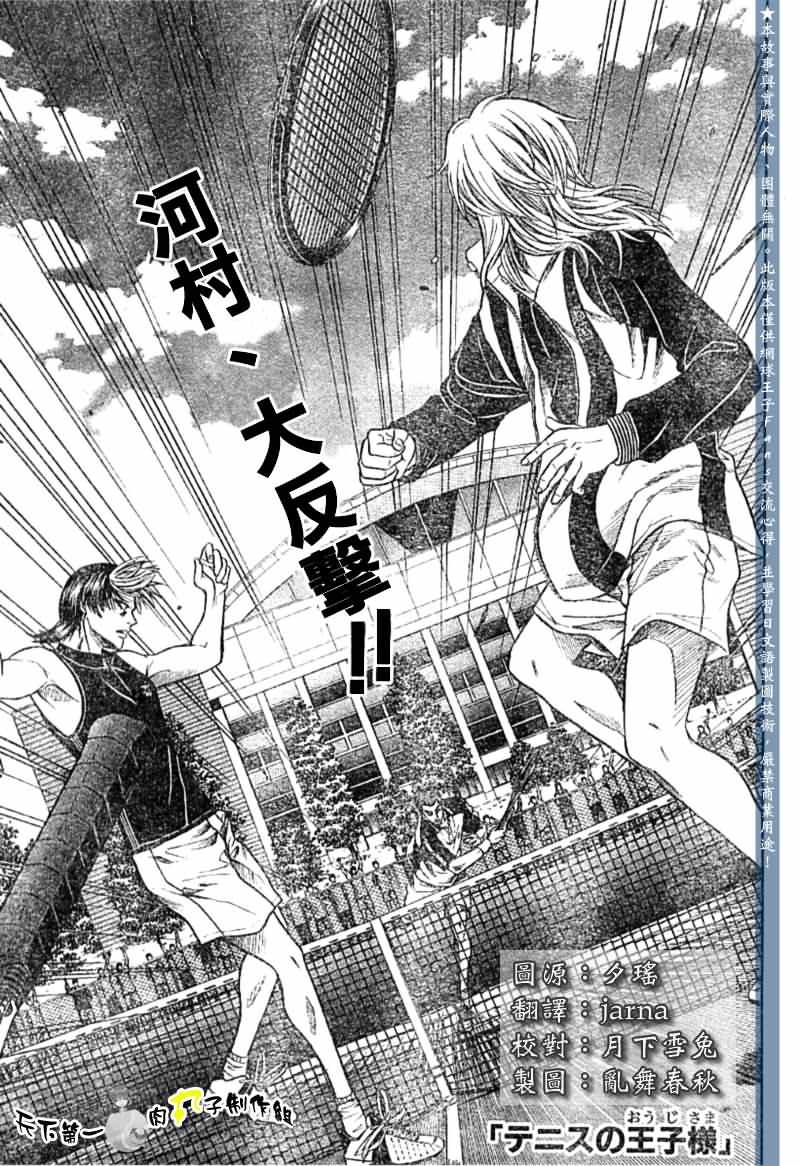 ★本故事與實際人物、團體無關。此版本僅供網球王子Fans交流心得，並學習日文語製圖技術，嚴禁商業用途！
河村、大反擊!!
圖源：夕瑤
翻譯：jarna
校對：月下雪兔
製圖：亂舞春秋
おうじさま
「テニスの王子様」
天下第一肉丸子制作組